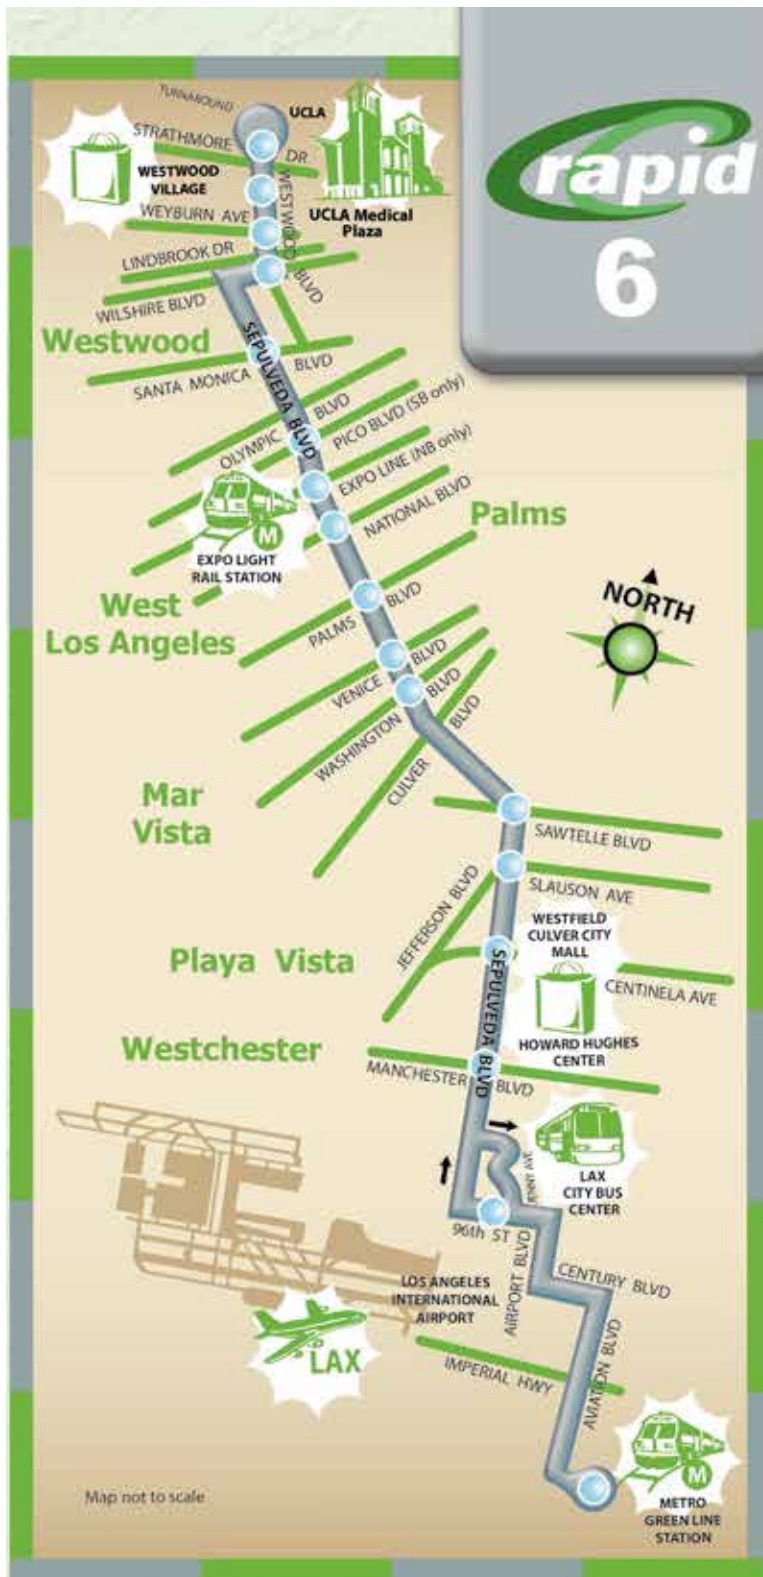 rapid
6
TURNAROUND
UCLA
STRATHMORE DR
WESTWOOD
VILLAGE
WESTWOOD BLVD
UCLA Medical
Plaza
WEYBURN AVE
LINDBROOK DR
WILSHIRE BLVD
Westwood
SEPULVEDA BLVD
SANTA MONICA BLVD
OLYMPIC BLVD
PICO BLVD (SB only)
EXPO LINE (NB only)
NATIONAL BLVD
M
EXPO LIGHT
RAIL STATION
Palms
West
Los Angeles
PALMS BLVD
NORTH
VENICE BLVD
WASHINGTON BLVD
CULVER BLVD
Mar
Vista
SAWTELLE BLVD
JEFFERSON BLVD
SLAUSON AVE
WESTFIELD
CULVER CITY
MALL
Playa Vista
SEPULVEDA BLVD
CENTINELA AVE
HOWARD HUGHES
CENTER
Westchester
MANCHESTER BLVD
LAX
CITY BUS
CENTER
96th ST
AIRPORT BLVD
CENTURY BLVD
LOS ANGELES
INTERNATIONAL
AIRPORT
LAX
IMPERIAL HWY
AVIATION BLVD
M
METRO
GREEN LINE
STATION
Map not to scale